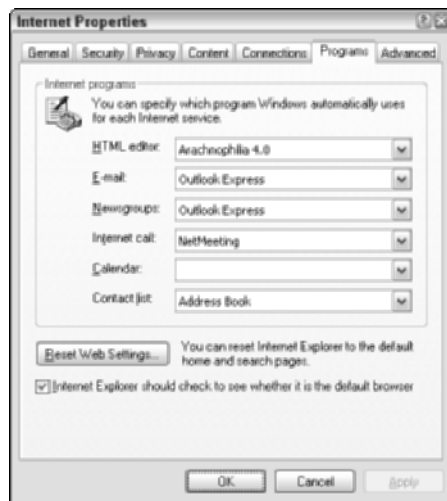 Internet Properties
General Security Privacy Content Connections Programs Advanced
Internet programs
You can specify which program Windows automatically uses
for each Internet service.
HTML editor: Arachnophilia 4.0
E-mail: Outlook Express
Newsgroups: Outlook Express
Internet call: NetMeeting
Calendar:
Contact list: Address Book
Reset Web Settings... You can reset Internet Explorer to the default
home and search pages.
Internet Explorer should check to see whether it is the default browser
OK Cancel Apply